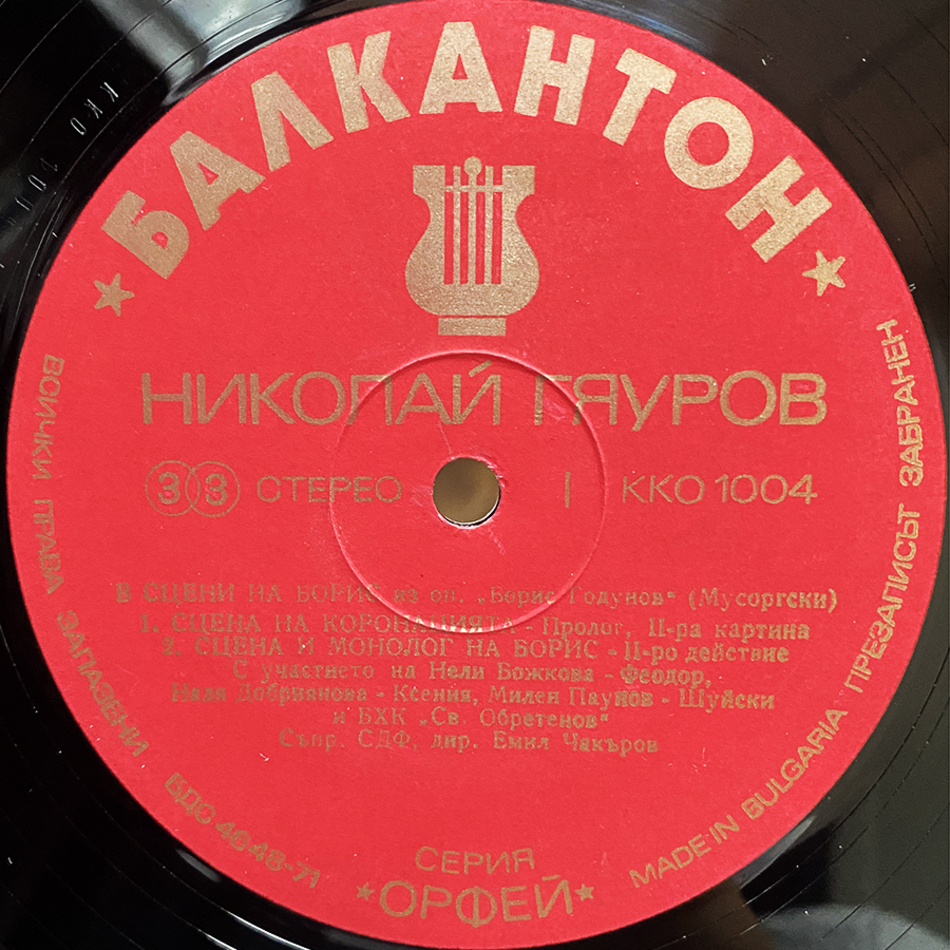 ★ БАЛКАНТОН ★
НИКОЛАЙ ГЯУРОВ
33 СТЕРЕО I ККО 1004
В СЦЕНИ НА БОРИС из оп. „Борис Годунов“ (Мусоргски)
1. СЦЕНА НА КОРОНАЦИЯТА - Пролог, II-ра картина
2. СЦЕНА И МОНОЛОГ НА БОРИС - II-ро действие
С участието на Нели Божкова - Феодор,
Надя Добриянова - Ксения, Милен Паунов - Шуйски
и БХК „Св. Обретенов“
Съпр. СДФ, дир. Емил Чакъров
СЕРИЯ
★ОРФЕЙ★
ВСИЧКИ ПРАВА ЗАПАЗЕНИ БДС 4048-71
MADE IN BULGARIA ПРЕЗАПИСЪТ ЗАБРАНЕН